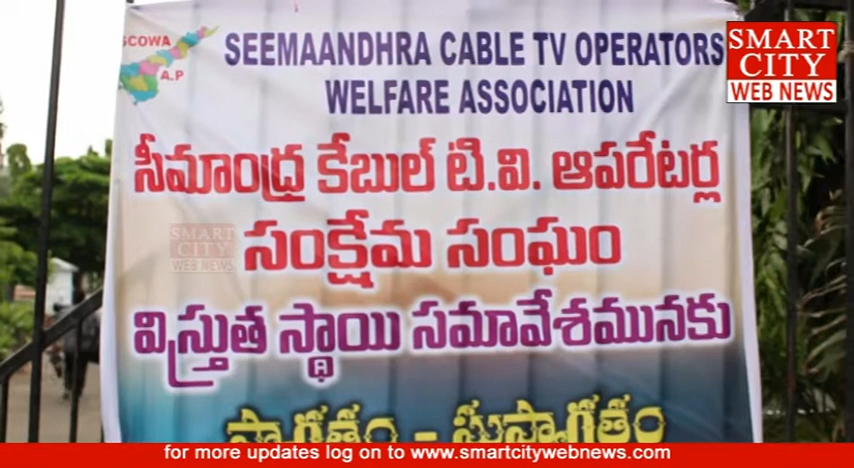 SCOWA
A.P
SEEMAANDHRA CABLE TV OPERATORS
WELFARE ASSOCIATION
SMART
CITY
WEB NEWS
సీమాంధ్ర కేబుల్ టి.వి. ఆపరేటర్ల
సంక్షేమ సంఘం
SMART
CITY
WEB NEWS
విస్త్రుత స్థాయి సమావేశమునకు
స్వాగతం - సుస్వాగతం
for more updates log on to www.smartcitywebnews.com